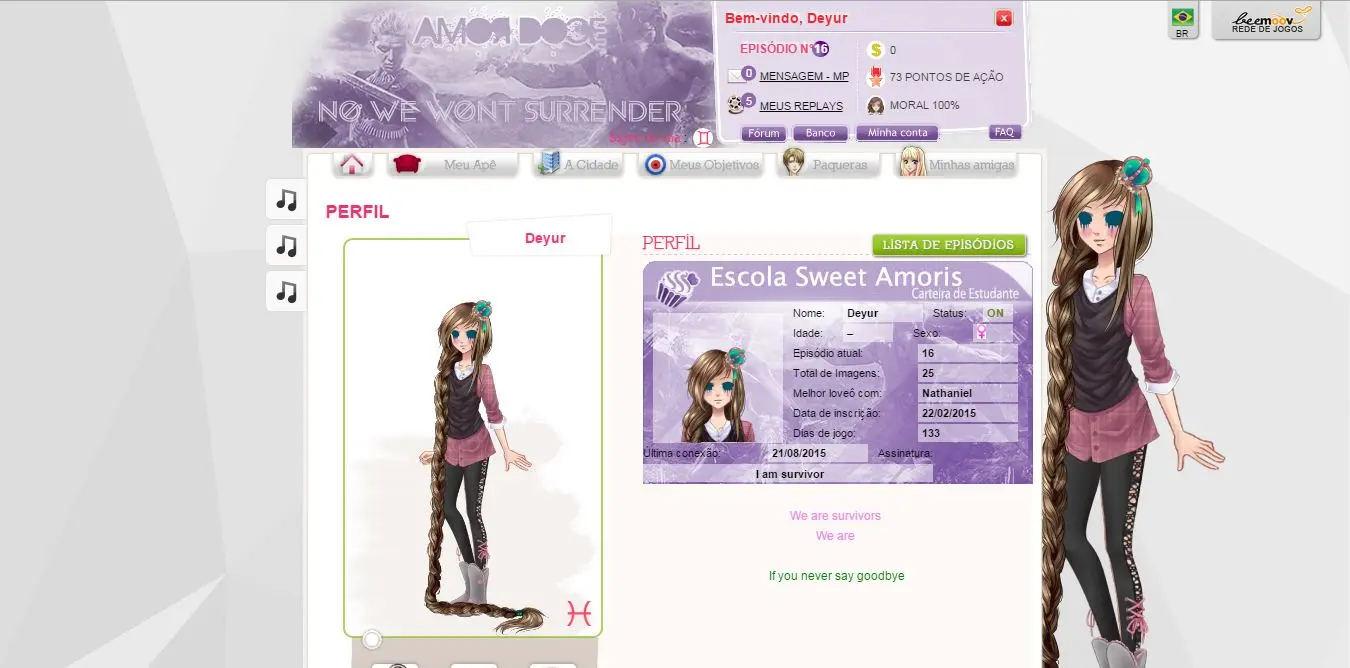 AMOR DOCE
NO WE WONT SURRENDER
Bem-vindo, Deyur
x
EPISÓDIO N°16
0
0 MENSAGEM - MP
73 PONTOS DE AÇÃO
5 MEUS REPLAYS
MORAL 100%
Fórum
Banco
Minha conta
FAQ
BR
beemoov
REDE DE JOGOS
Meu Apê
A Cidade
Meus Objetivos
Paqueras
Minhas amigas
PERFIL
Deyur
PERFIL
LISTA DE EPISÓDIOS
Escola Sweet Amoris
Carteira de Estudante
Nome: Deyur Status: ON
Idade: – Sexo:
Episódio atual: 16
Total de Imagens: 25
Melhor loveô com: Nathaniel
Data de inscrição: 22/02/2015
Dias de jogo: 133
Última conexão: 21/08/2015 Assinatura:
I am survivor
We are survivors
We are
If you never say goodbye